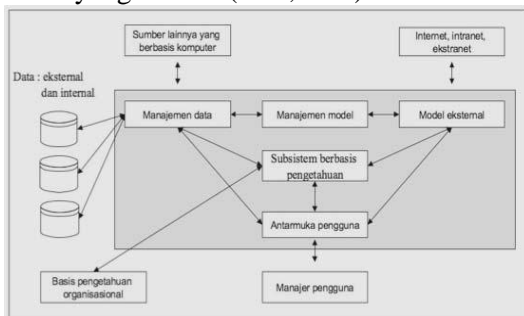 Sumber lainnya yang
berbasis komputer
Internet, intranet,
ekstranet
Data : eksternal
dan internal
Manajemen data
Manajemen model
Model eksternal
Subsistem berbasis
pengetahuan
Antarmuka pengguna
Basis pengetahuan
organisasional
Manajer pengguna